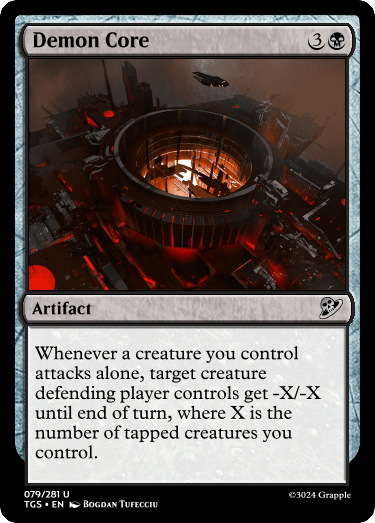 Demon Core 3
Artifact
Whenever a creature you control
attacks alone, target creature
defending player controls get -X/-X
until end of turn, where X is the
number of tapped creatures you
control.
079/281 U
TGS • EN Bogdan Tufecciu
©3024 Grapple